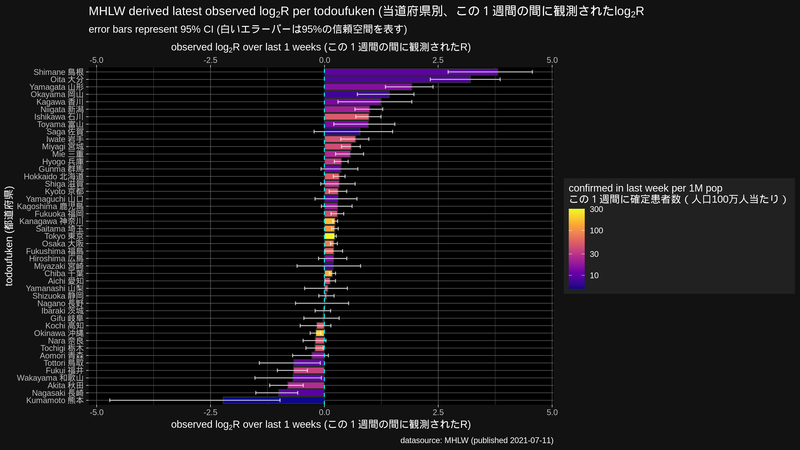 MHLW derived latest observed log2R per todoufuken (当道府県別、この１週間の間に観測されたlog2R
error bars represent 95% CI (白いエラーバーは95%の信頼空間を表す)
observed log2R over last 1 weeks (この１週間の間に観測されたR)
-5.0 -2.5 0.0 2.5 5.0
todoufuken (都道府県)
Shimane 島根
Oita 大分
Yamagata 山形
Okayama 岡山
Kagawa 香川
Niigata 新潟
Ishikawa 石川
Toyama 富山
Saga 佐賀
Iwate 岩手
Miyagi 宮城
Mie 三重
Hyogo 兵庫
Gunma 群馬
Hokkaido 北海道
Shiga 滋賀
Kyoto 京都
Yamaguchi 山口
Kagoshima 鹿児島
Fukuoka 福岡
Kanagawa 神奈川
Saitama 埼玉
Tokyo 東京
Osaka 大阪
Fukushima 福島
Hiroshima 広島
Miyazaki 宮崎
Chiba 千葉
Aichi 愛知
Yamanashi 山梨
Shizuoka 静岡
Nagano 長野
Ibaraki 茨城
Gifu 岐阜
Kochi 高知
Okinawa 沖縄
Nara 奈良
Tochigi 栃木
Aomori 青森
Tottori 鳥取
Fukui 福井
Wakayama 和歌山
Akita 秋田
Nagasaki 長崎
Kumamoto 熊本
-5.0 -2.5 0.0 2.5 5.0
observed log2R over last 1 weeks (この１週間の間に観測されたR)
confirmed in last week per 1M pop
この１週間に確定患者数（人口100万人当たり）
300
100
30
10
datasource: MHLW (published 2021-07-11)